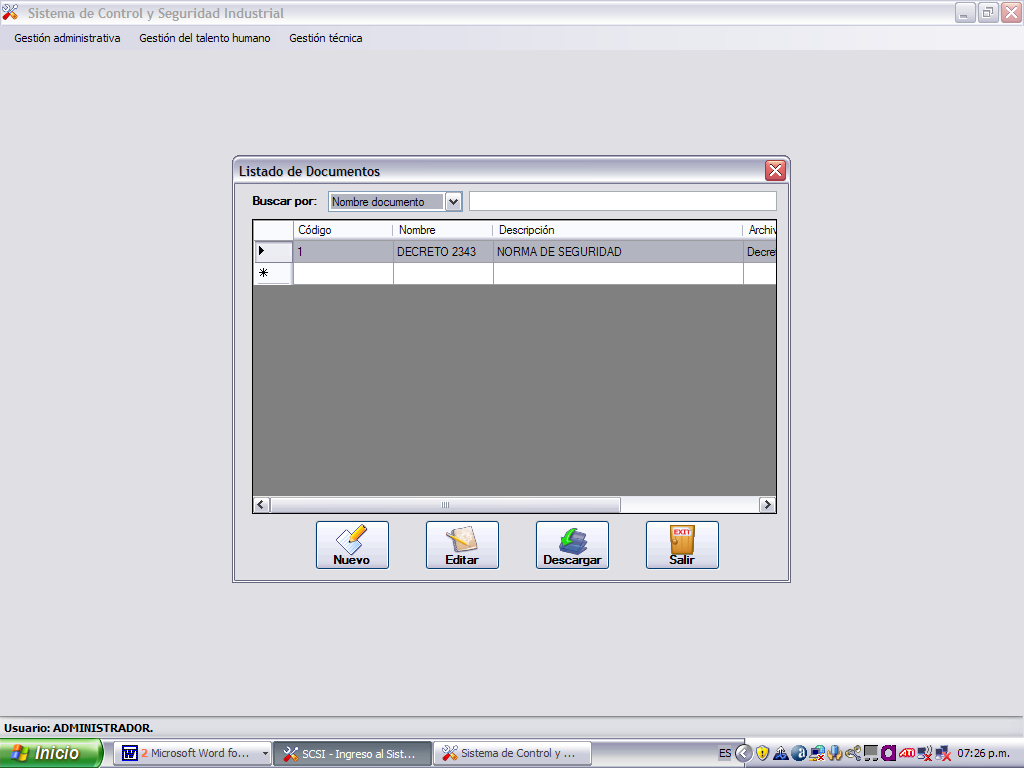 Sistema de Control y Seguridad Industrial
Gestión administrativa Gestión del talento humano Gestión técnica
Listado de Documentos
Buscar por: Nombre documento
Código Nombre Descripción Archiv
1 DECRETO 2343 NORMA DE SEGURIDAD Decre
Nuevo Editar Descargar EXIT Salir
Usuario: ADMINISTRADOR.
Inicio 2 Microsoft Word fo... SCSI - Ingreso al Sist... Sistema de Control y ... ES ATI 07:26 p.m.